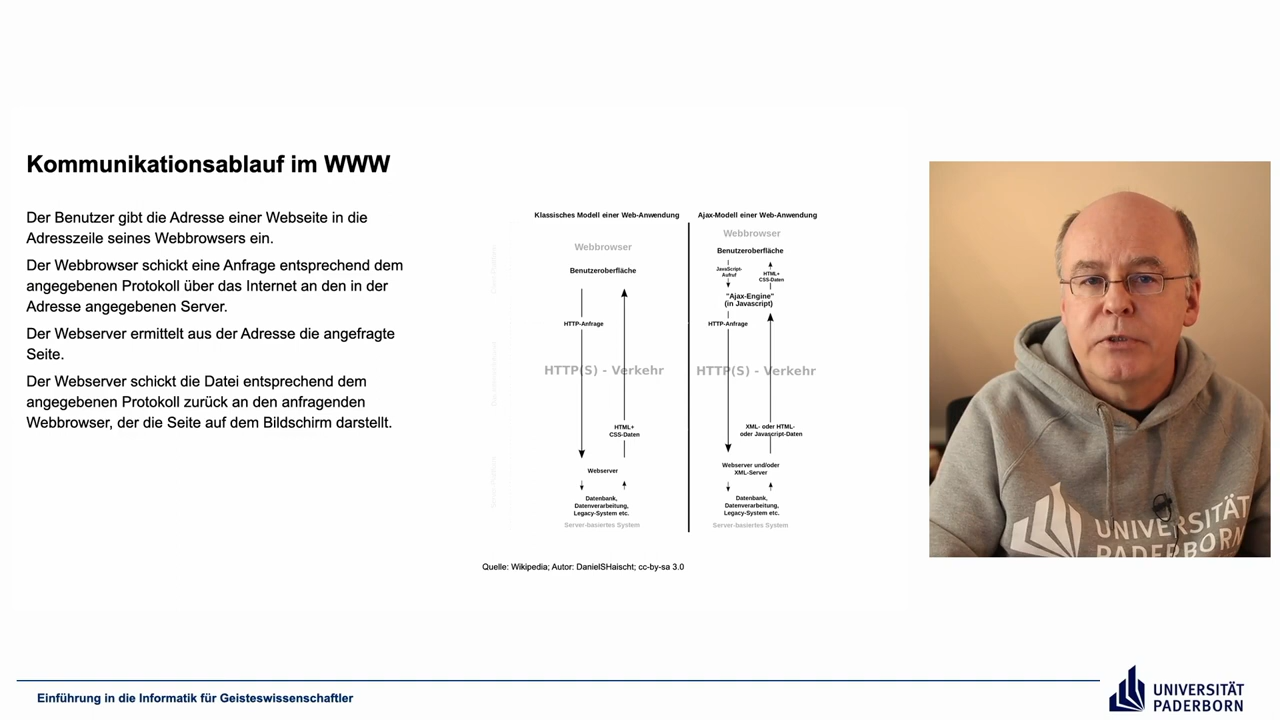 Kommunikationsablauf im WWW
Der Benutzer gibt die Adresse einer Webseite in die
Adresszeile seines Webbrowsers ein.
Der Webbrowser schickt eine Anfrage entsprechend dem
angegebenen Protokoll über das Internet an den in der
Adresse angegebenen Server.
Der Webserver ermittelt aus der Adresse die angefragte
Seite.
Der Webserver schickt die Datei entsprechend dem
angegebenen Protokoll zurück an den anfragenden
Webbrowser, der die Seite auf dem Bildschirm darstellt.
Klassisches Modell einer Web-Anwendung
Webbrowser
Benutzeroberfläche
HTTP-Anfrage
HTTP(S) - Verkehr
HTML+
CSS-Daten
Webserver
Datenbank,
Datenverarbeitung,
Legacy-System etc.
Server-basiertes System
Ajax-Modell einer Web-Anwendung
Webbrowser
Benutzeroberfläche
JavaScript-
Aufruf
HTML+
CSS-Daten
"Ajax-Engine"
(in Javascript)
HTTP-Anfrage
HTTP(S) - Verkehr
XML- oder HTML-
oder Javascript-Daten
Webserver und/oder
XML-Server
Datenbank,
Datenverarbeitung,
Legacy-System etc.
Server-basiertes System
Quelle: Wikipedia; Autor: DanielSHaischt; cc-by-sa 3.0
UNIVERSITÄT
PADERBORN
Einführung in die Informatik für Geisteswissenschaftler
UNIVERSITÄT
PADERBORN